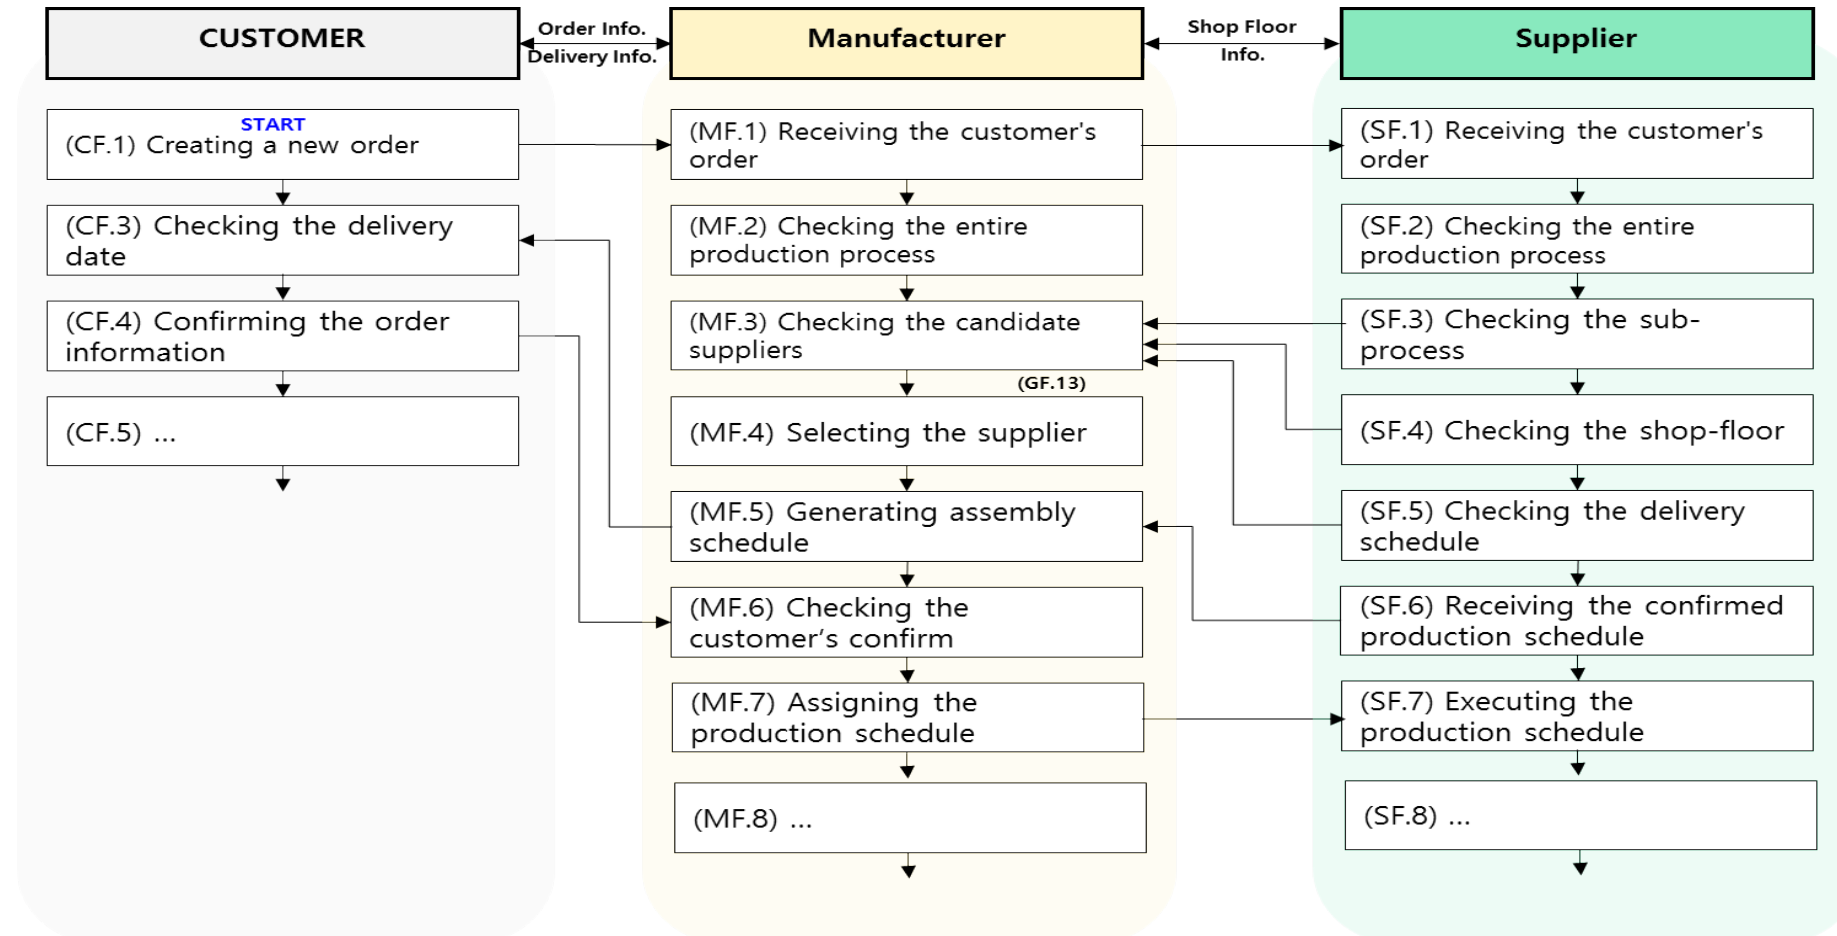 CUSTOMER
Order Info.
Delivery Info.
Manufacturer
Shop Floor
Info.
Supplier
START
(CF.1) Creating a new order
(CF.3) Checking the delivery
date
(CF.4) Confirming the order
information
(CF.5) ...
(MF.1) Receiving the customer's
order
(MF.2) Checking the entire
production process
(MF.3) Checking the candidate
suppliers
(GF.13)
(MF.4) Selecting the supplier
(MF.5) Generating assembly
schedule
(MF.6) Checking the
customer’s confirm
(MF.7) Assigning the
production schedule
(MF.8) ...
(SF.1) Receiving the customer's
order
(SF.2) Checking the entire
production process
(SF.3) Checking the sub-
process
(SF.4) Checking the shop-floor
(SF.5) Checking the delivery
schedule
(SF.6) Receiving the confirmed
production schedule
(SF.7) Executing the
production schedule
(SF.8) ...